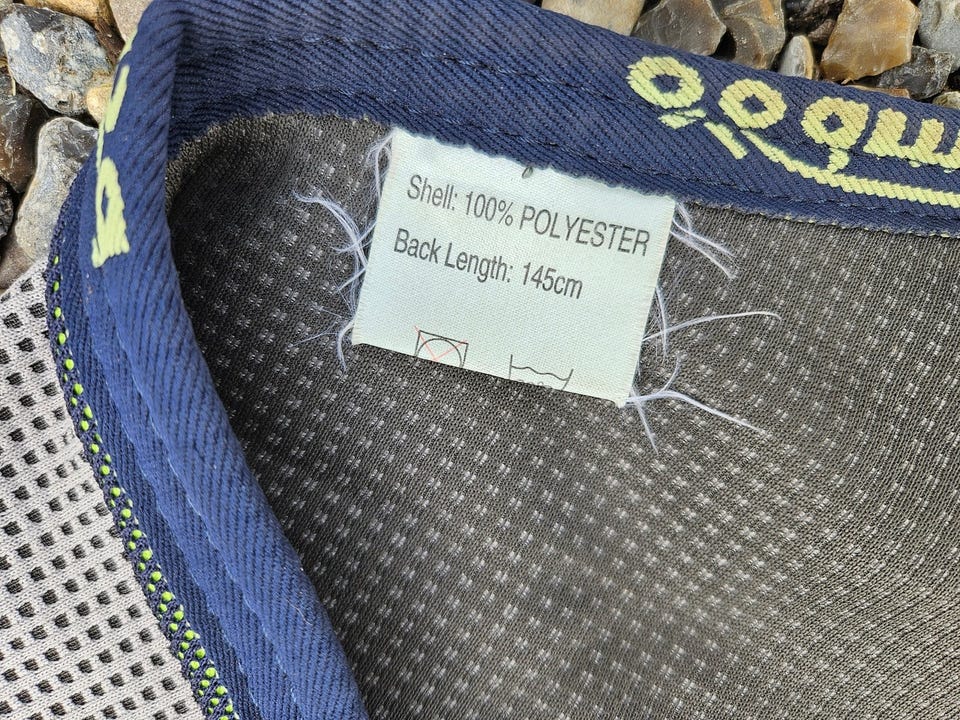 Shell: 100% POLYESTER
Back Length: 145cm